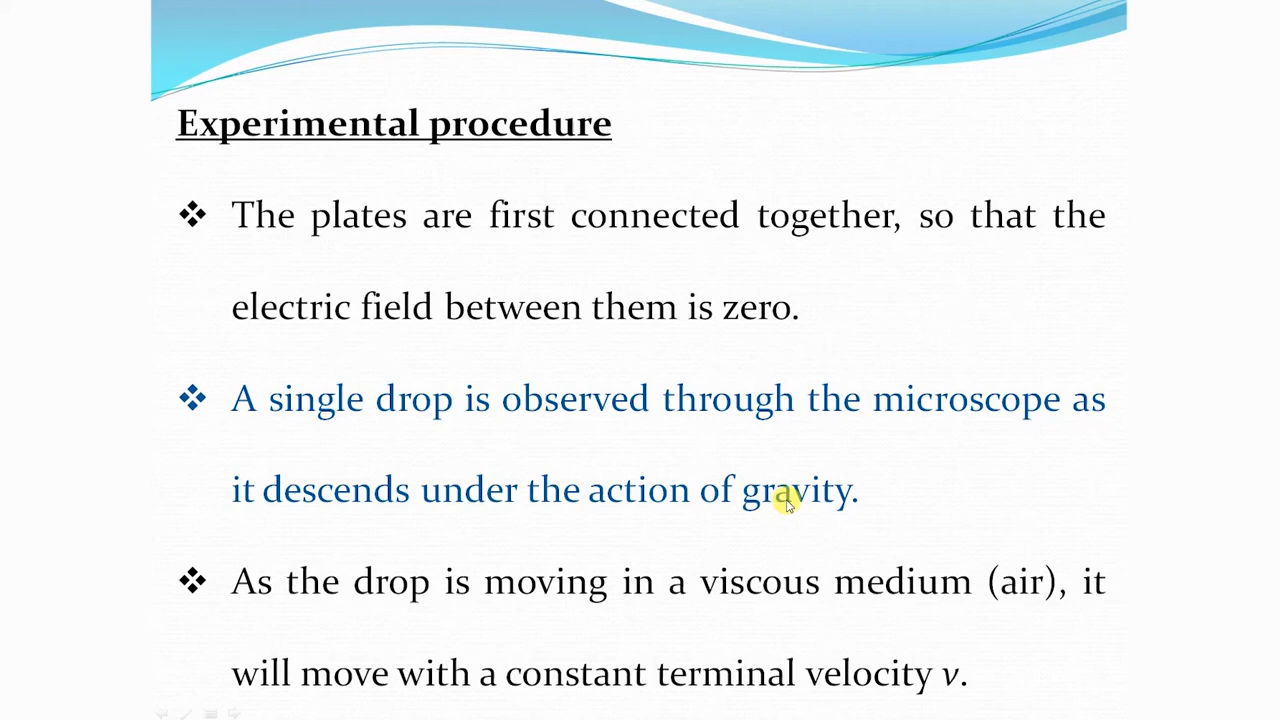 Experimental procedure
❖ The plates are first connected together, so that the
electric field between them is zero.
❖ A single drop is observed through the microscope as
it descends under the action of gravity.
❖ As the drop is moving in a viscous medium (air), it
will move with a constant terminal velocity v.